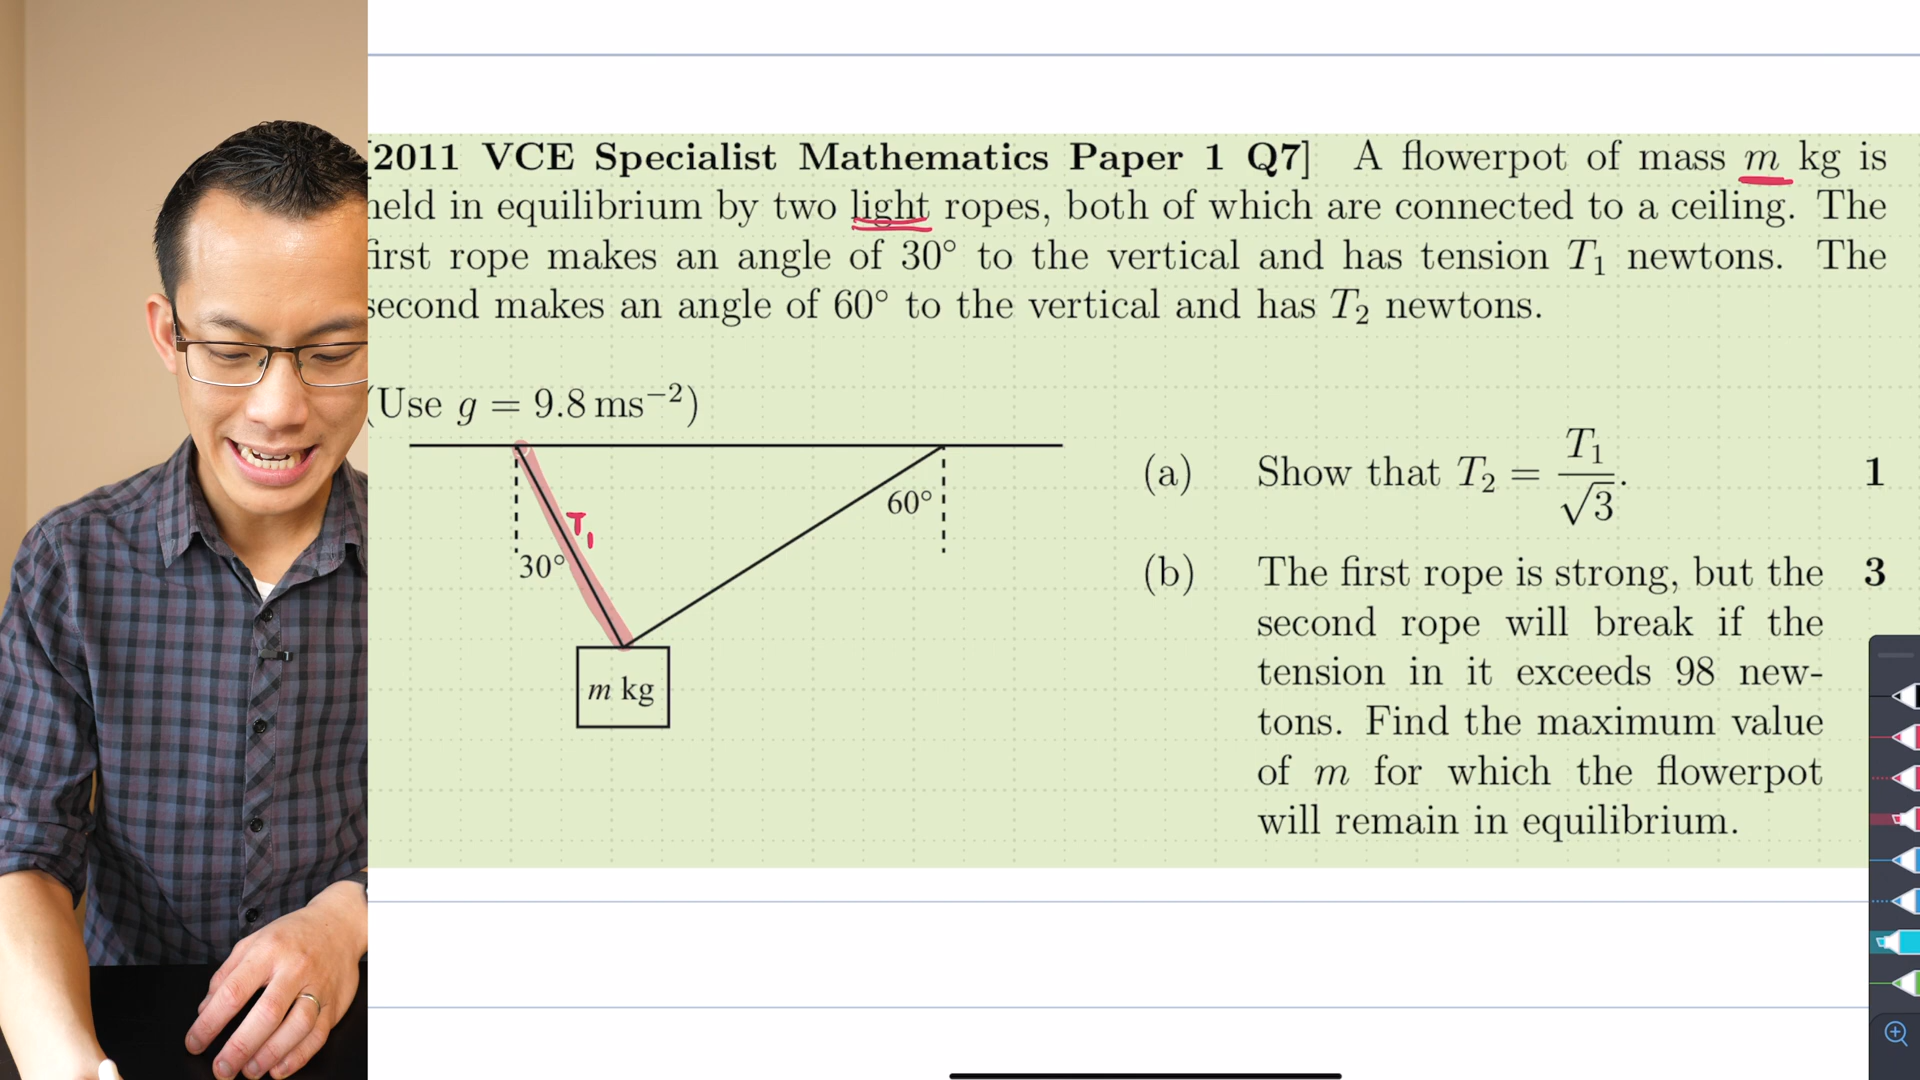 [2011 VCE Specialist Mathematics Paper 1 Q7] A flowerpot of mass m kg is
held in equilibrium by two light ropes, both of which are connected to a ceiling. The
first rope makes an angle of 30° to the vertical and has tension T₁ newtons. The
second makes an angle of 60° to the vertical and has T₂ newtons.
(Use g = 9.8 ms⁻²)
60°
T₁
30°
m kg
(a) Show that T₂ = T₁/√3. 1
(b) The first rope is strong, but the 3
second rope will break if the
tension in it exceeds 98 new-
tons. Find the maximum value
of m for which the flowerpot
will remain in equilibrium.